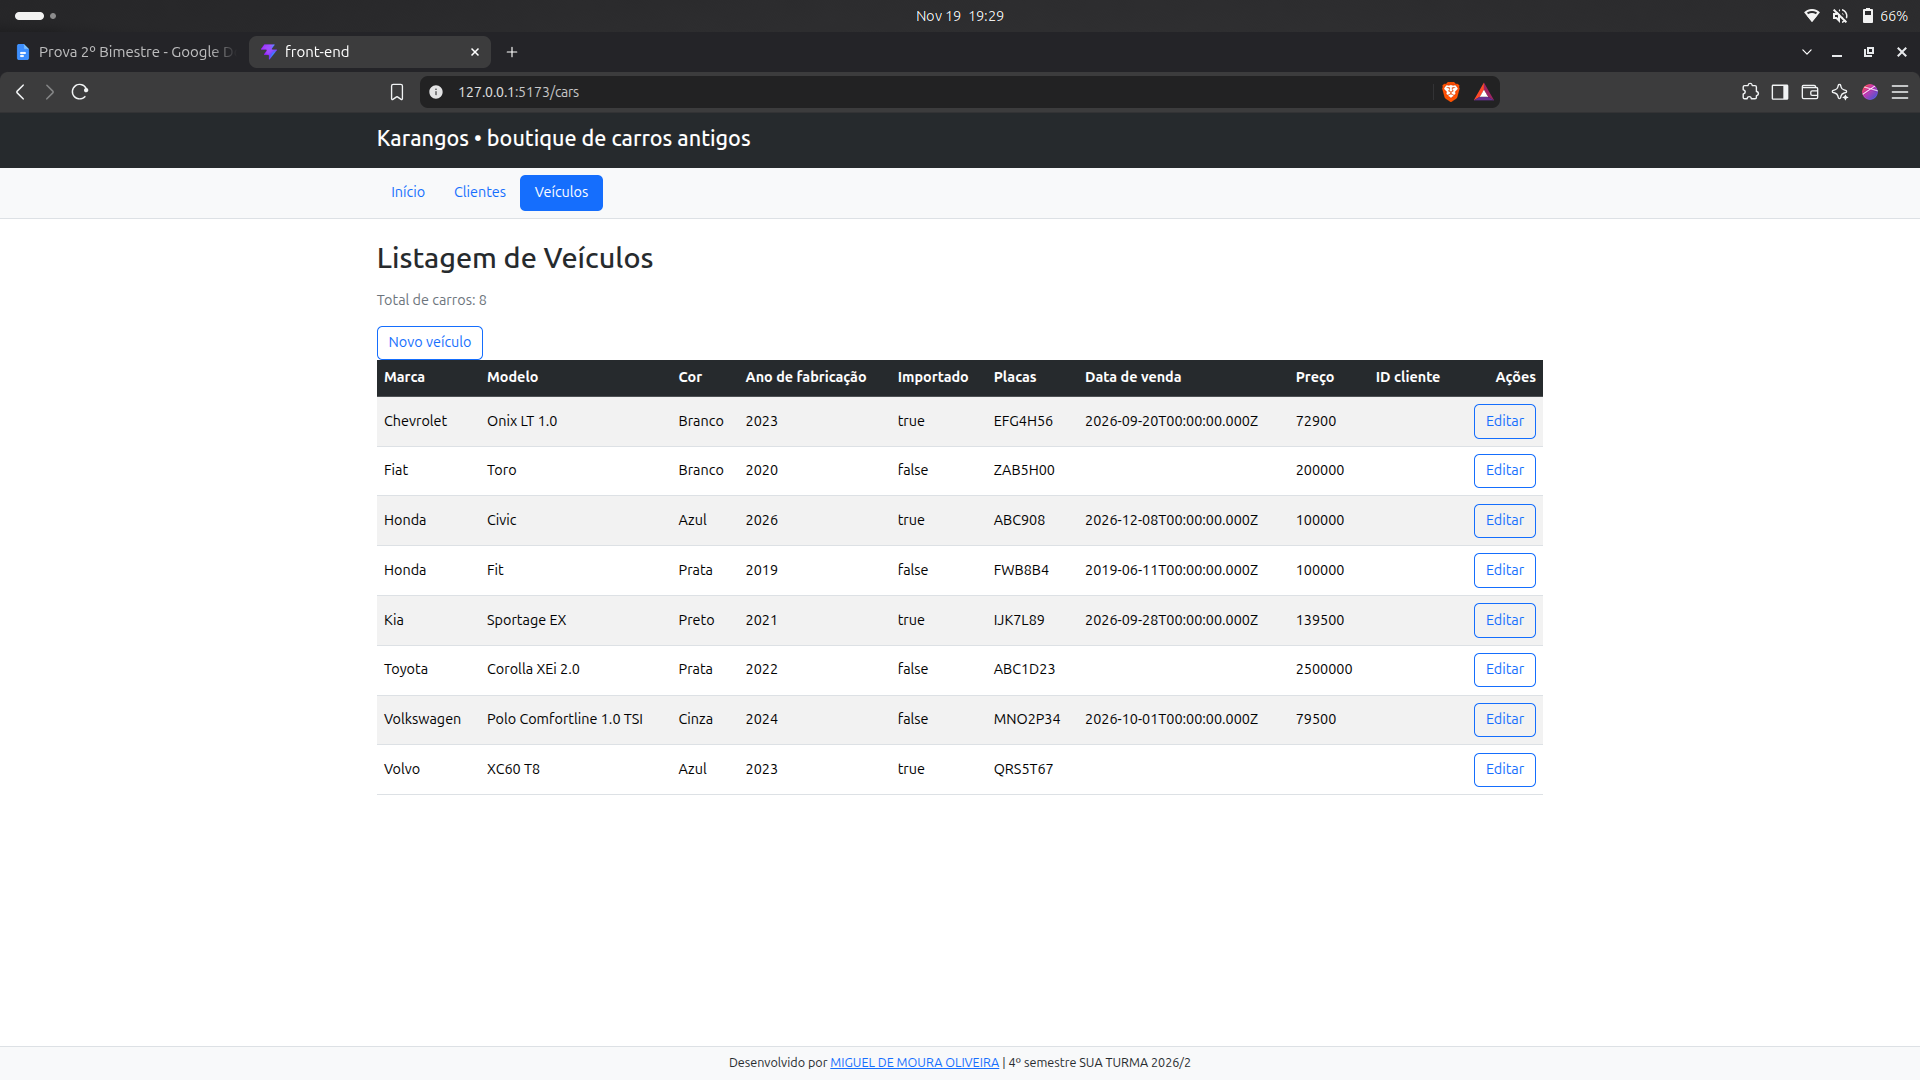 Nov 19 19:29
66%
Prova 2º Bimestre - Google D
front-end
127.0.0.1:5173/cars
Karangos • boutique de carros antigos
Início Clientes Veículos
Listagem de Veículos
Total de carros: 8
Novo veículo
Marca Modelo Cor Ano de fabricação Importado Placas Data de venda Preço ID cliente Ações
Chevrolet Onix LT 1.0 Branco 2023 true EFG4H56 2026-09-20T00:00:00.000Z 72900 Editar
Fiat Toro Branco 2020 false ZAB5H00 200000 Editar
Honda Civic Azul 2026 true ABC908 2026-12-08T00:00:00.000Z 100000 Editar
Honda Fit Prata 2019 false FWB8B4 2019-06-11T00:00:00.000Z 100000 Editar
Kia Sportage EX Preto 2021 true IJK7L89 2026-09-28T00:00:00.000Z 139500 Editar
Toyota Corolla XEi 2.0 Prata 2022 false ABC1D23 2500000 Editar
Volkswagen Polo Comfortline 1.0 TSI Cinza 2024 false MNO2P34 2026-10-01T00:00:00.000Z 79500 Editar
Volvo XC60 T8 Azul 2023 true QRS5T67 Editar
Desenvolvido por MIGUEL DE MOURA OLIVEIRA | 4º semestre SUA TURMA 2026/2